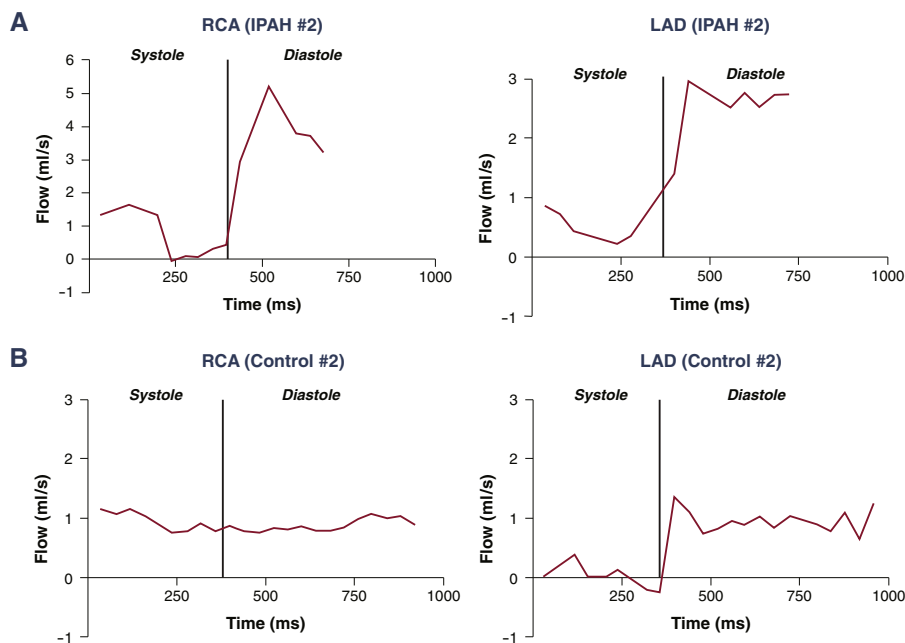 A
RCA (IPAH #2)
Systole
Diastole
6
5
4
3
2
1
0
−1
Flow (ml/s)
250
500
750
1000
Time (ms)
LAD (IPAH #2)
Systole
Diastole
3
2
1
0
−1
Flow (ml/s)
250
500
750
1000
Time (ms)
B
RCA (Control #2)
Systole
Diastole
3
2
1
0
−1
Flow (ml/s)
250
500
750
1000
Time (ms)
LAD (Control #2)
Systole
Diastole
3
2
1
0
−1
Flow (ml/s)
250
500
750
1000
Time (ms)